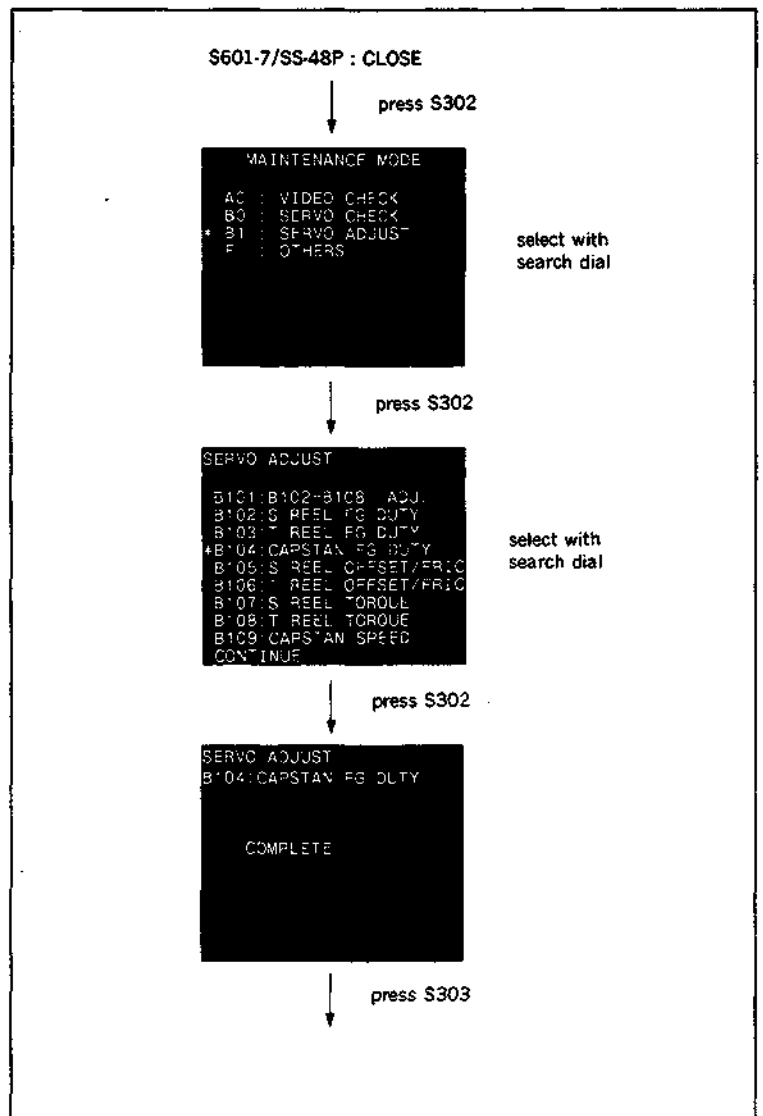 S601-7/SS-48P : CLOSE
press S302
MAINTENANCE MODE
A0 : VIDEO CHECK
B0 : SERVO CHECK
* B1 : SERVO ADJUST
F : OTHERS
select with
search dial
press S302
SERVO ADJUST
B101:B102-B108 ADJ.
B102:S REEL FG DUTY
B103:T REEL FG DUTY
*B104:CAPSTAN FG DUTY
B105:S REEL OFFSET/FRIC
B106:T REEL OFFSET/FRIC
B107:S REEL TORQUE
B108:T REEL TORQUE
B109:CAPSTAN SPEED
CONTINUE
select with
search dial
press S302
SERVO ADJUST
B104:CAPSTAN FG DUTY
COMPLETE
press S303